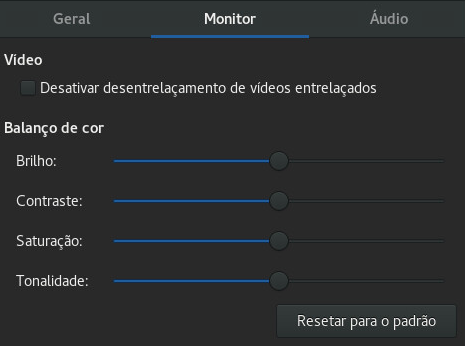 Geral Monitor Áudio
Vídeo
Desativar desentrelaçamento de vídeos entrelaçados
Balanço de cor
Brilho:
Contraste:
Saturação:
Tonalidade:
Resetar para o padrão